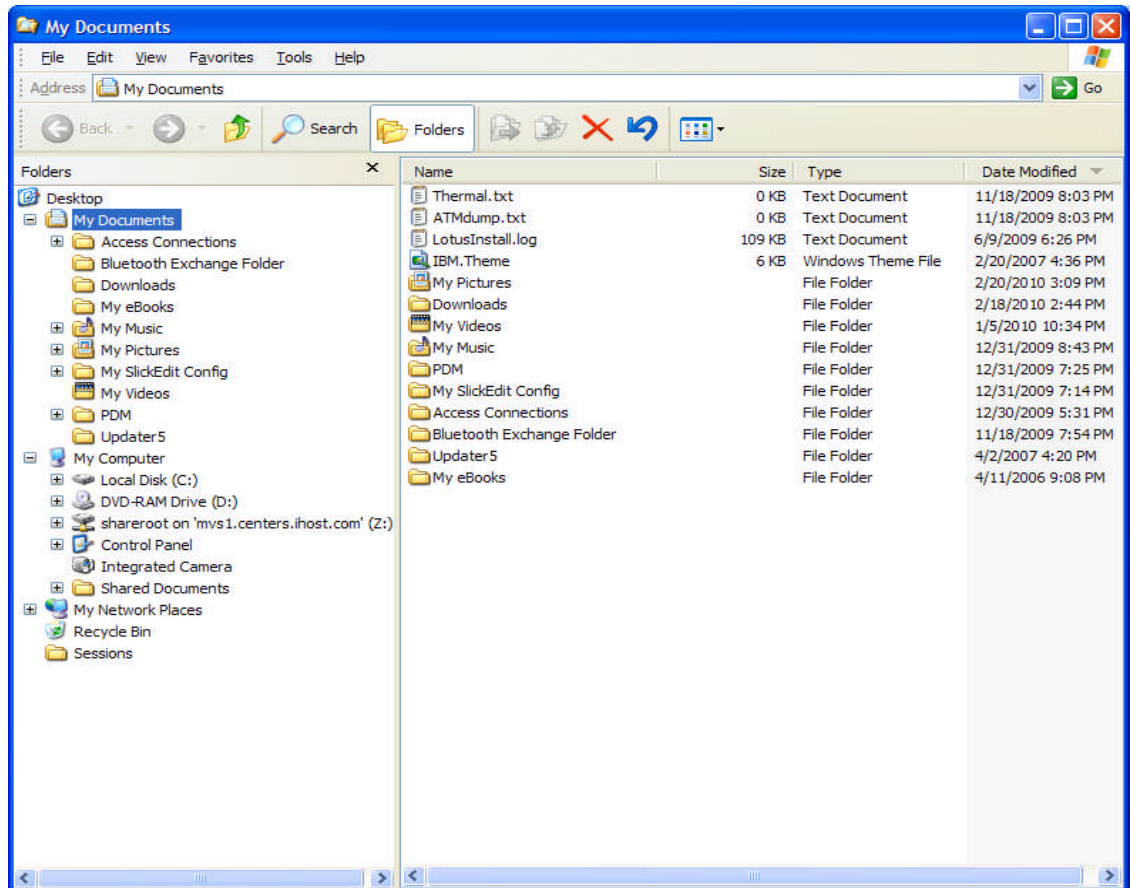 My Documents
File Edit View Favorites Tools Help
Address My Documents Go
Back Search Folders
Folders
Desktop
My Documents
Access Connections
Bluetooth Exchange Folder
Downloads
My eBooks
My Music
My Pictures
My SlickEdit Config
My Videos
PDM
Updater5
My Computer
Local Disk (C:)
DVD-RAM Drive (D:)
shareroot on 'mvs1.centers.ihost.com' (Z:)
Control Panel
Integrated Camera
Shared Documents
My Network Places
Recycle Bin
Sessions
Name Size Type Date Modified
Thermal.txt 0 KB Text Document 11/18/2009 8:03 PM
ATMdump.txt 0 KB Text Document 11/18/2009 8:03 PM
LotusInstall.log 109 KB Text Document 6/9/2009 6:26 PM
IBM.Theme 6 KB Windows Theme File 2/20/2007 4:36 PM
My Pictures File Folder 2/20/2010 3:09 PM
Downloads File Folder 2/18/2010 2:44 PM
My Videos File Folder 1/5/2010 10:34 PM
My Music File Folder 12/31/2009 8:43 PM
PDM File Folder 12/31/2009 7:25 PM
My SlickEdit Config File Folder 12/31/2009 7:14 PM
Access Connections File Folder 12/30/2009 5:31 PM
Bluetooth Exchange Folder File Folder 11/18/2009 7:54 PM
Updater5 File Folder 4/2/2007 4:20 PM
My eBooks File Folder 4/11/2006 9:08 PM